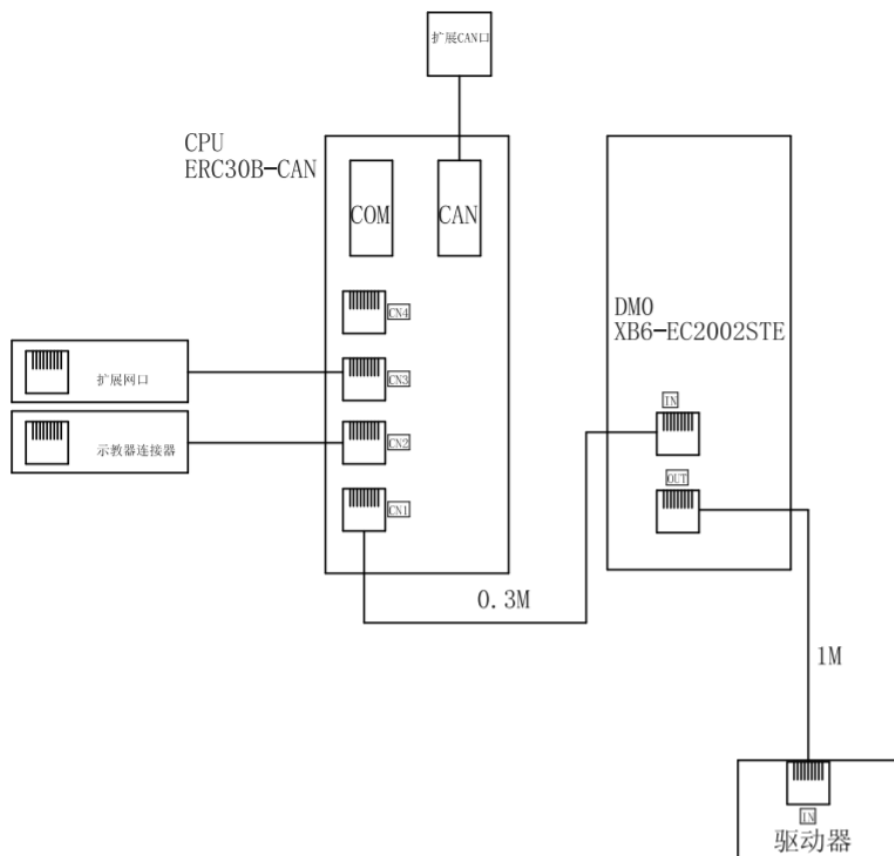 扩展CAN口
CPU
ERC30B-CAN
COM
CAN
CN4
扩展网口
CN3
示教器连接器
CN2
CN1
DMO
XB6-EC2002STE
IN
OUT
0.3M
1M
IN
驱动器